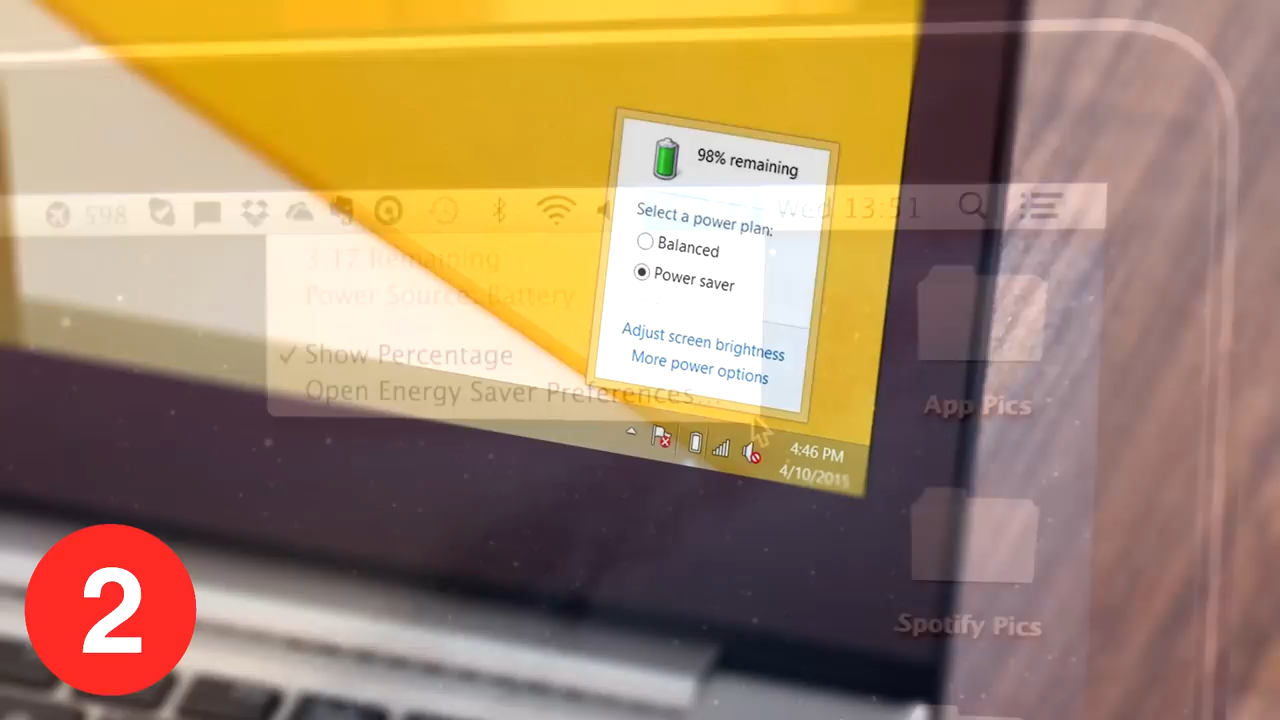 98% remaining
598
Wed 13:51
Select a power plan:
Balanced
3:17 Remaining
Power saver
Power Source: Battery
Adjust screen brightness
Show Percentage
More power options
Open Energy Saver Preferences...
App Pics
4:46 PM
4/10/2015
2
Spotify Pics